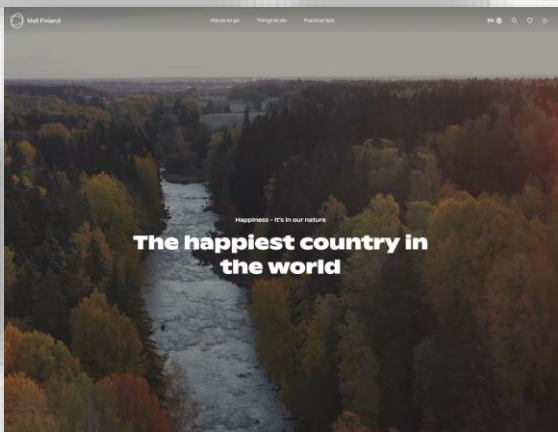 Visit Finland
Places to go Things to do Practical tips
EN
Happiness – it's in our nature
The happiest country in
the world